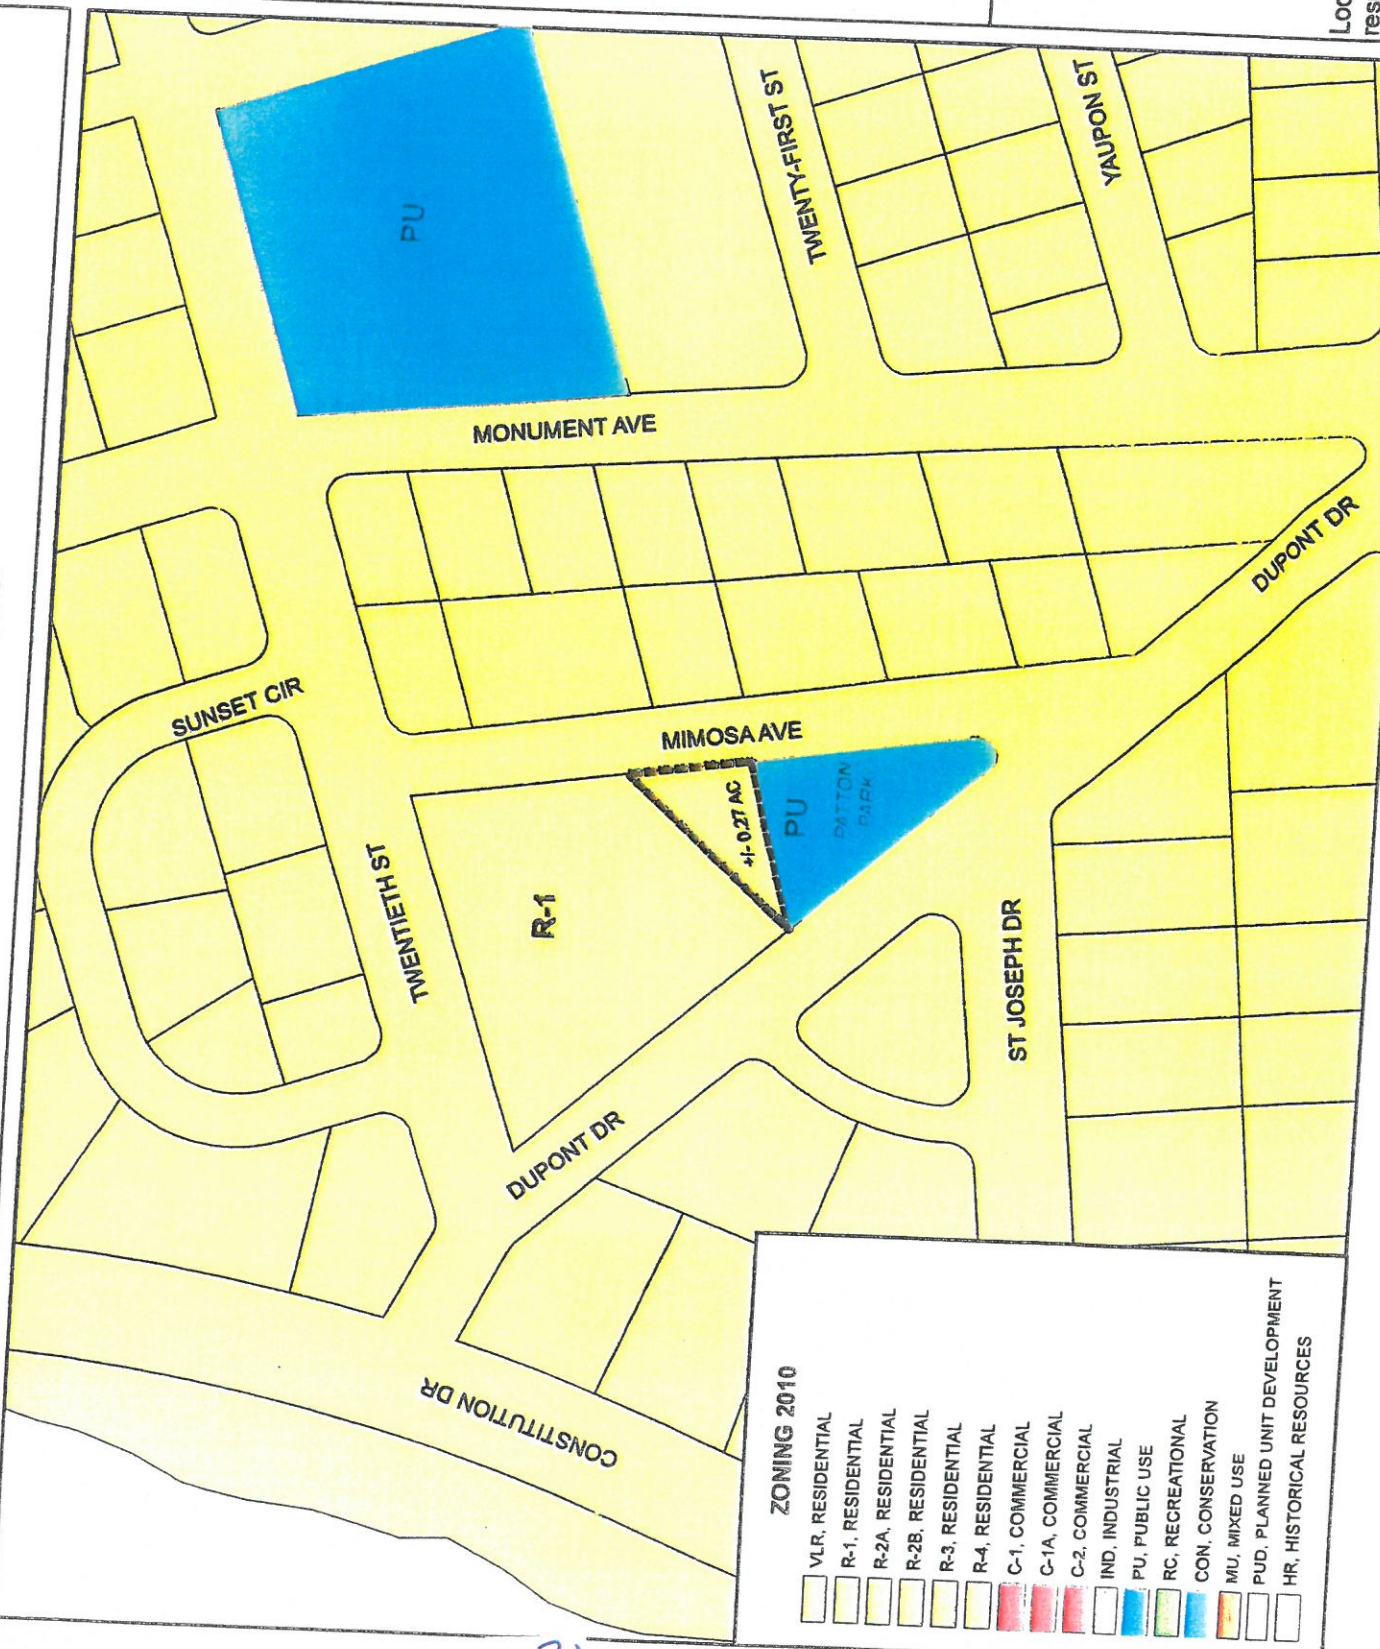 Loc
res
PU
TWENTY-FIRST ST
YAUPON ST
MONUMENT AVE
DUPONT DR
SUNSET CIR
MIMOSA AVE
+/- 0.27 AC
PU
PATTON
PARK
TWENTIETH ST
R-1
ST JOSEPH DR
DUPONT DR
CONSTITUTION DR
ZONING 2010
VLR, RESIDENTIAL
R-1, RESIDENTIAL
R-2A, RESIDENTIAL
R-2B, RESIDENTIAL
R-3, RESIDENTIAL
R-4, RESIDENTIAL
C-1, COMMERCIAL
C-1A, COMMERCIAL
C-2, COMMERCIAL
IND, INDUSTRIAL
PU, PUBLIC USE
RC, RECREATIONAL
CON, CONSERVATION
MU, MIXED USE
PUD, PLANNED UNIT DEVELOPMENT
HR, HISTORICAL RESOURCES